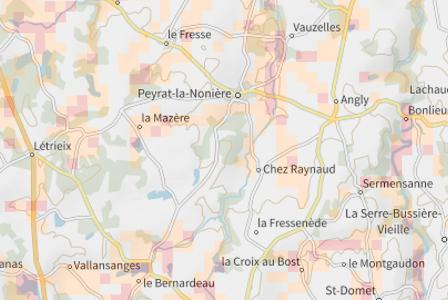 Vauzelles
le Fresse
Peyrat-la-Nonière
Lachau
Angly
Bonlieu
la Mazère
Létrieix
Chez Raynaud
Sermensanne
La Serre-Bussière-
Vieille
la Fressenède
anas
Vallansanges
la Croix au Bost
le Montgaudon
le Bernardeau
St-Domet